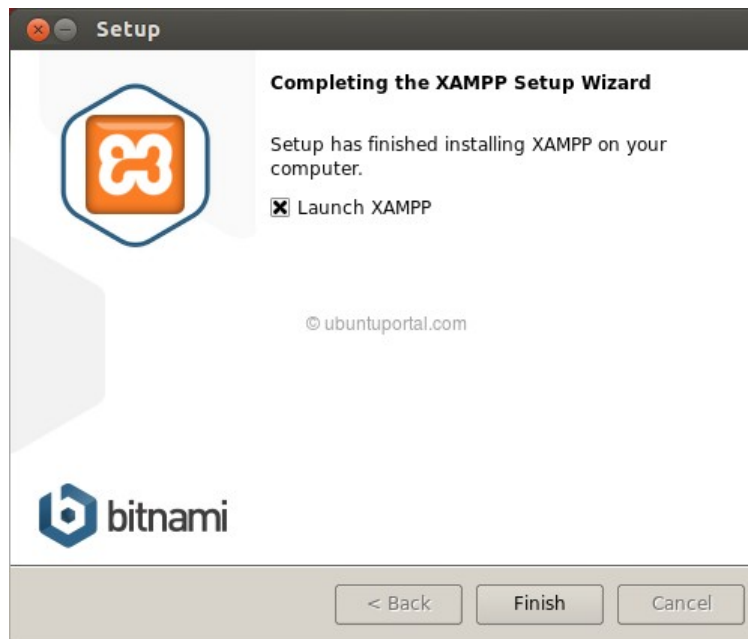 Setup
Completing the XAMPP Setup Wizard
Setup has finished installing XAMPP on your
computer.
Launch XAMPP
© ubuntuportal.com
bitnami
< Back Finish Cancel